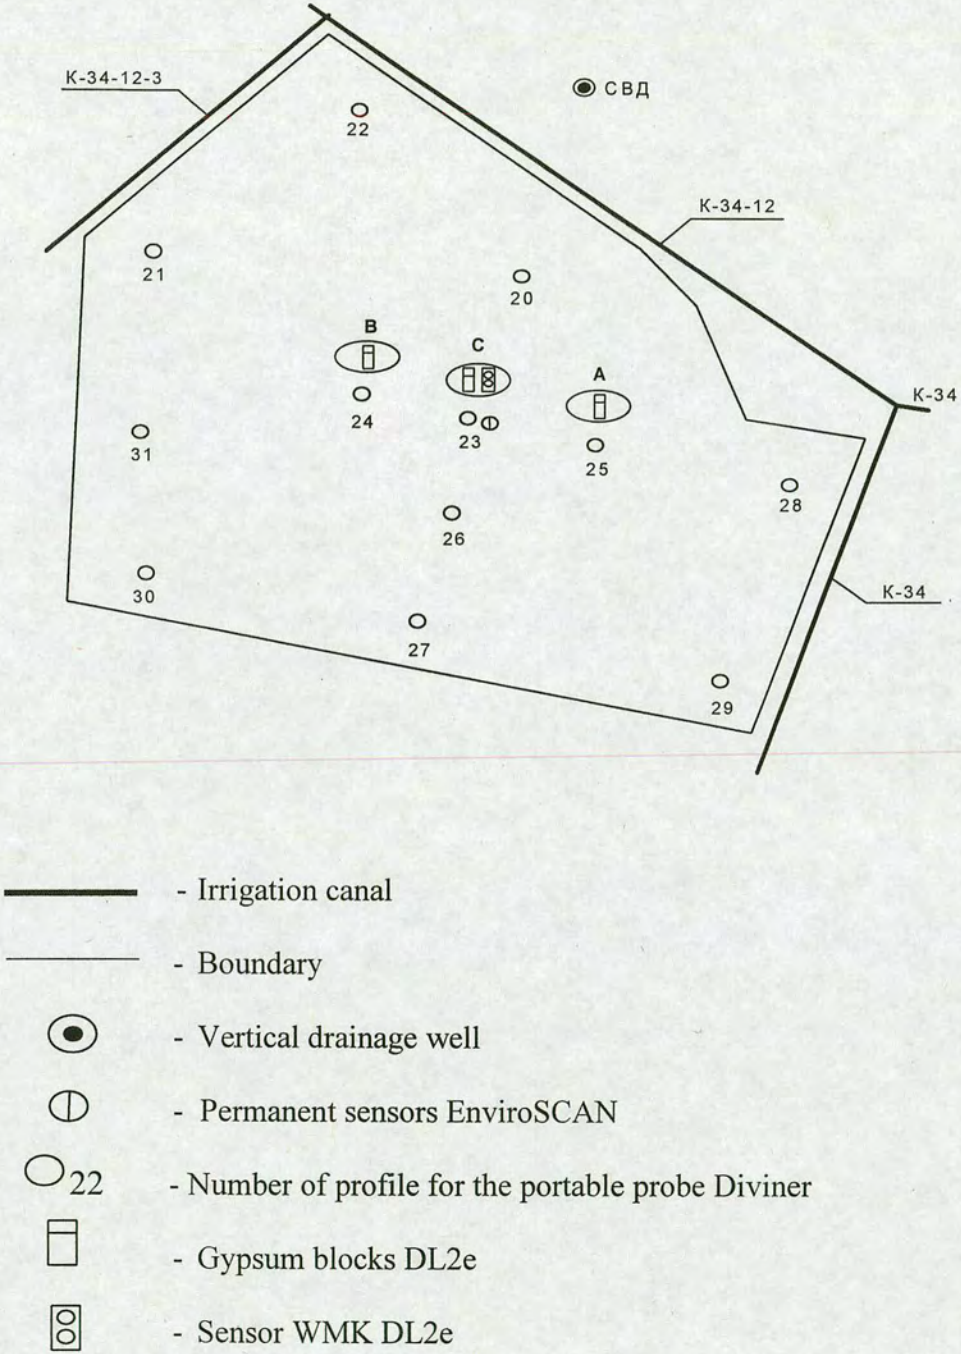 K-34-12-3
СВД
22
K-34-12
21
20
B
C
A
K-34
24
23
25
31
28
26
K-34
30
27
29
- Irrigation canal
- Boundary
- Vertical drainage well
- Permanent sensors EnviroSCAN
22 - Number of profile for the portable probe Diviner
- Gypsum blocks DL2e
- Sensor WMK DL2e